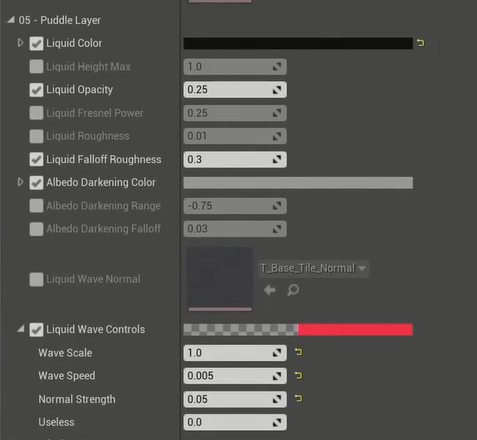 05 - Puddle Layer
Liquid Color
Liquid Height Max 1.0
Liquid Opacity 0.25
Liquid Fresnel Power 0.25
Liquid Roughness 0.01
Liquid Falloff Roughness 0.3
Albedo Darkening Color
Albedo Darkening Range -0.75
Albedo Darkening Falloff 0.03
Liquid Wave Normal T_Base_Tile_Normal
Liquid Wave Controls
Wave Scale 1.0
Wave Speed 0.005
Normal Strength 0.05
Useless 0.0